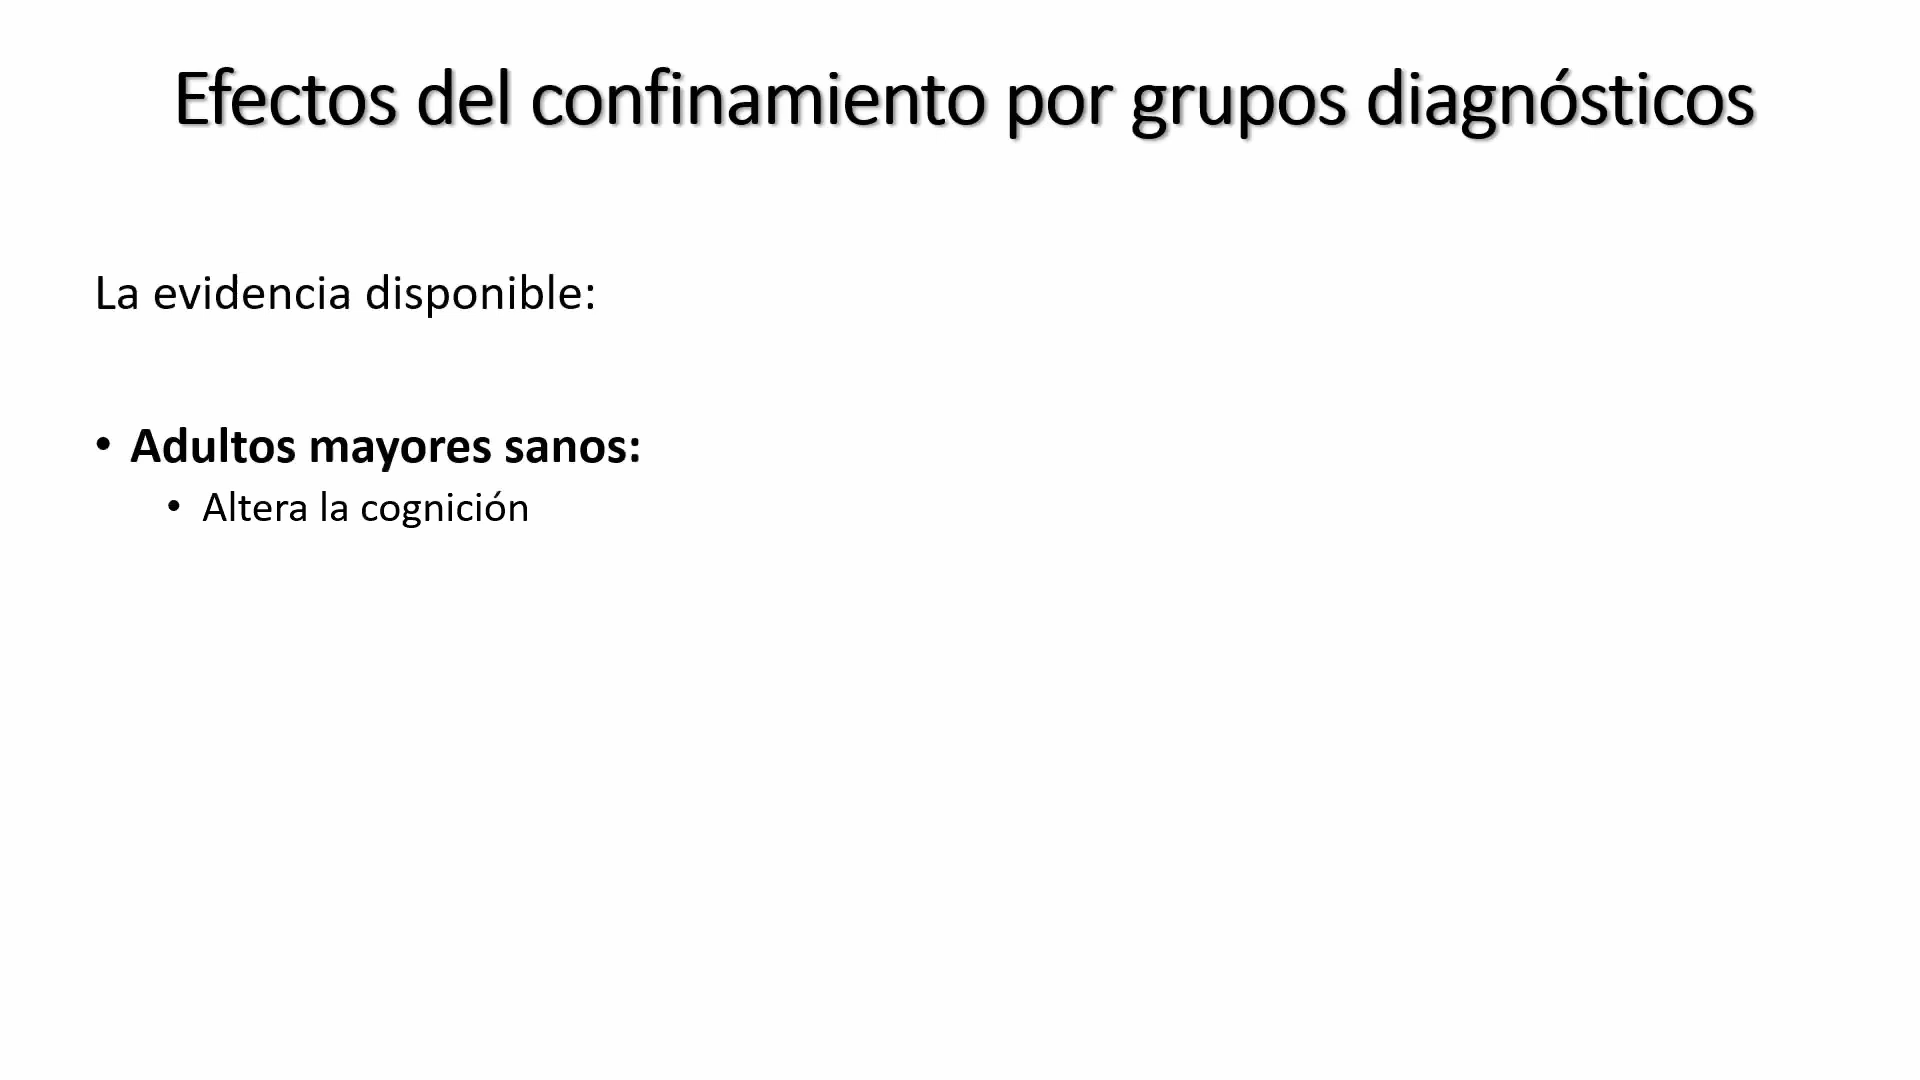 Efectos del confinamiento por grupos diagnósticos
La evidencia disponible:
• Adultos mayores sanos:
• Altera la cognición